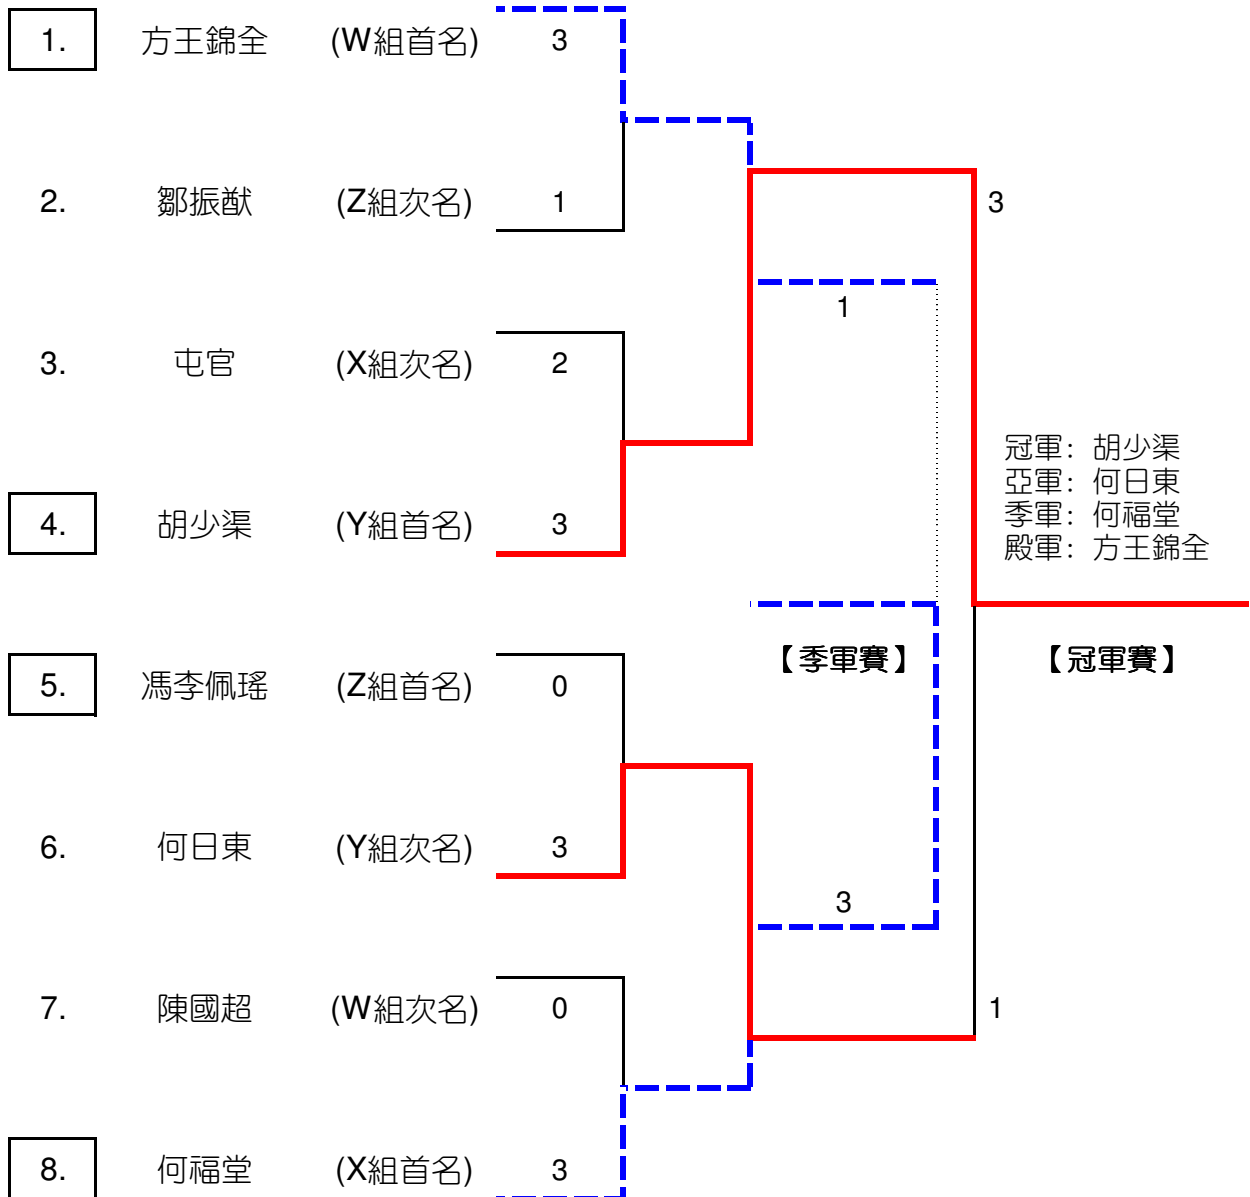 1. 方王錦全 (W組首名) 3
2. 鄒振猷 (Z組次名) 1
3
1
3. 屯官 (X組次名) 2
冠軍: 胡少渠
亞軍: 何日東
季軍: 何福堂
殿軍: 方王錦全
4. 胡少渠 (Y組首名) 3
【季軍賽】 【冠軍賽】
5. 馮李佩瑤 (Z組首名) 0
6. 何日東 (Y組次名) 3
3
7. 陳國超 (W組次名) 0
1
8. 何福堂 (X組首名) 3